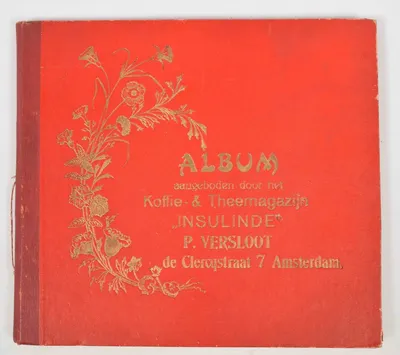 ALBUM
aangeboden door het
Koffie- & Theemagazijn
„INSULINDE"
P. VERSLOOT
de Clercqstraat 7 Amsterdam.